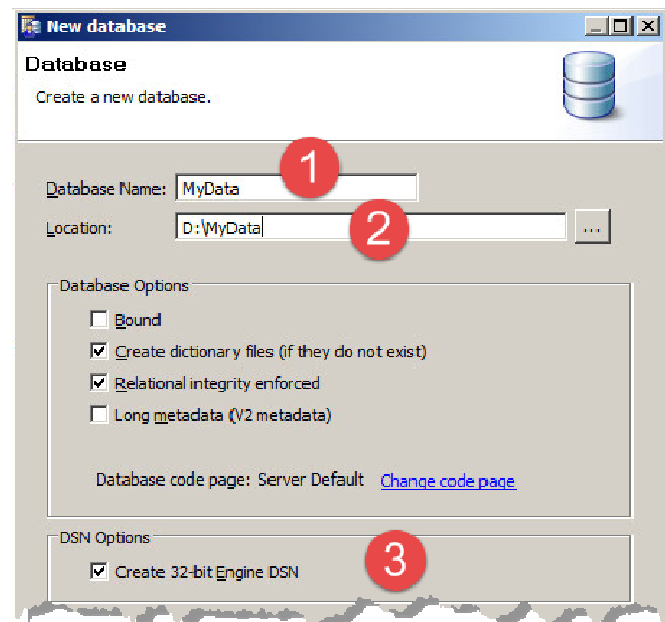 New database
Database
Create a new database.
1
Database Name: MyData
2
Location: D:\MyData ...
Database Options
Bound
Create dictionary files (if they do not exist)
Relational integrity enforced
Long metadata (V2 metadata)
Database code page: Server Default Change code page
DSN Options
3
Create 32-bit Engine DSN